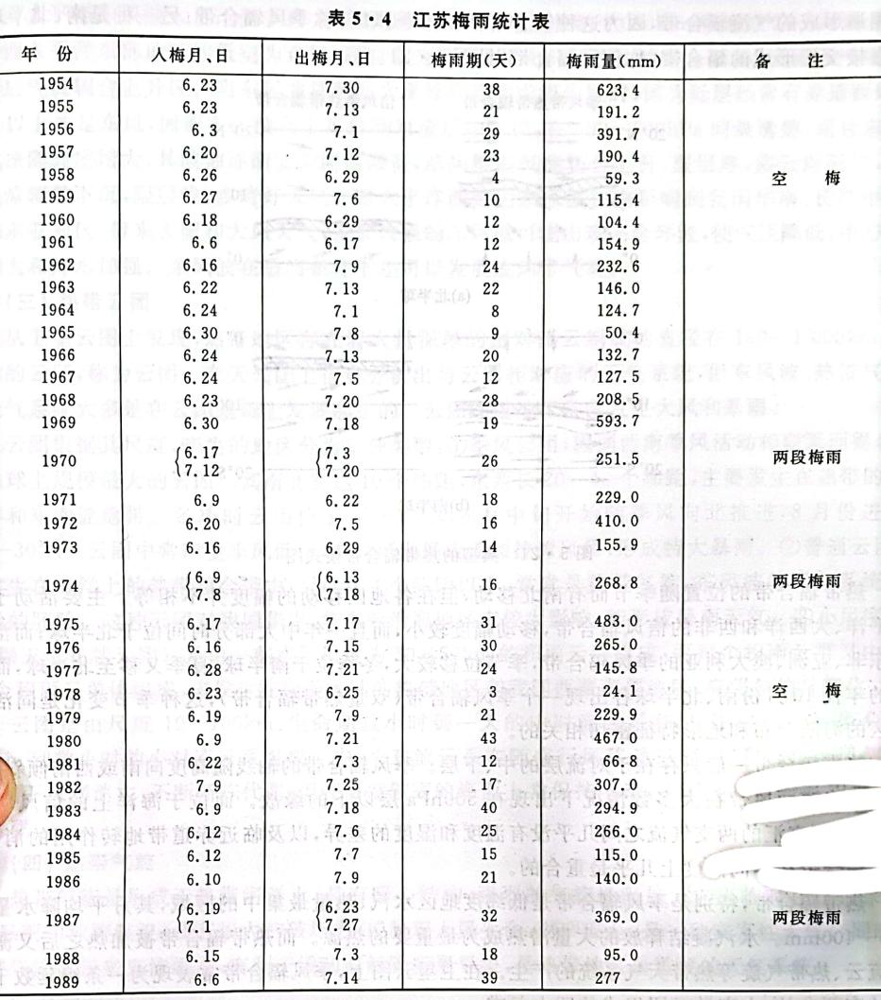 表 5·4 江苏梅雨统计表
年 份 入梅月、日 出梅月、日 梅雨期(天) 梅雨量(mm) 备 注
1954 6.23 7.30 38 623.4
1955 6.23 7.13 21 191.2
1956 6.3 7.1 29 391.4
1957 6.20 7.12 23 190.4
1958 6.26 6.29 4 59.3 空 梅
1959 6.27 7.6 10 115.4
1960 6.18 6.29 12 104.4
1961 6.6 6.17 12 154.9
1962 6.16 7.9 24 232.6
1963 6.22 7.13 22 146.0
1964 6.24 7.1 8 124.7
1965 6.30 7.8 9 50.4
1966 6.24 7.13 20 132.7
1967 6.24 7.5 12 127.5
1968 6.23 7.20 28 208.5
1969 6.30 7.18 19 593.7
1970 {6.17 {7.3 26 251.5 两段梅雨
7.12 7.20
1971 6.9 6.22 18 229.0
1972 6.20 7.5 16 410.0
1973 6.16 6.29 14 155.9
1974 {6.9 {6.13 16 268.8 两段梅雨
7.8 7.18
1975 6.17 7.17 31 483.0
1976 6.16 7.15 30 265.0
1977 6.28 7.21 24 145.8
1978 6.23 6.25 3 24.1 空 梅
1979 6.19 7.9 21 229.5
1980 6.9 7.21 43 467.0
1981 6.22 7.3 12 66.3
1982 7.9 7.25 17 307.0
1983 6.9 7.18 40 294.9
1984 6.12 7.6 25 266.0
1985 6.12 7.7 15 115.0
1986 6.10 7.9 21 140.0
1987 {6.19 {6.23 32 369.0 两段梅雨
7.1 7.27
1988 6.15 7.3 18 95.0
1989 6.6 7.14 39 277